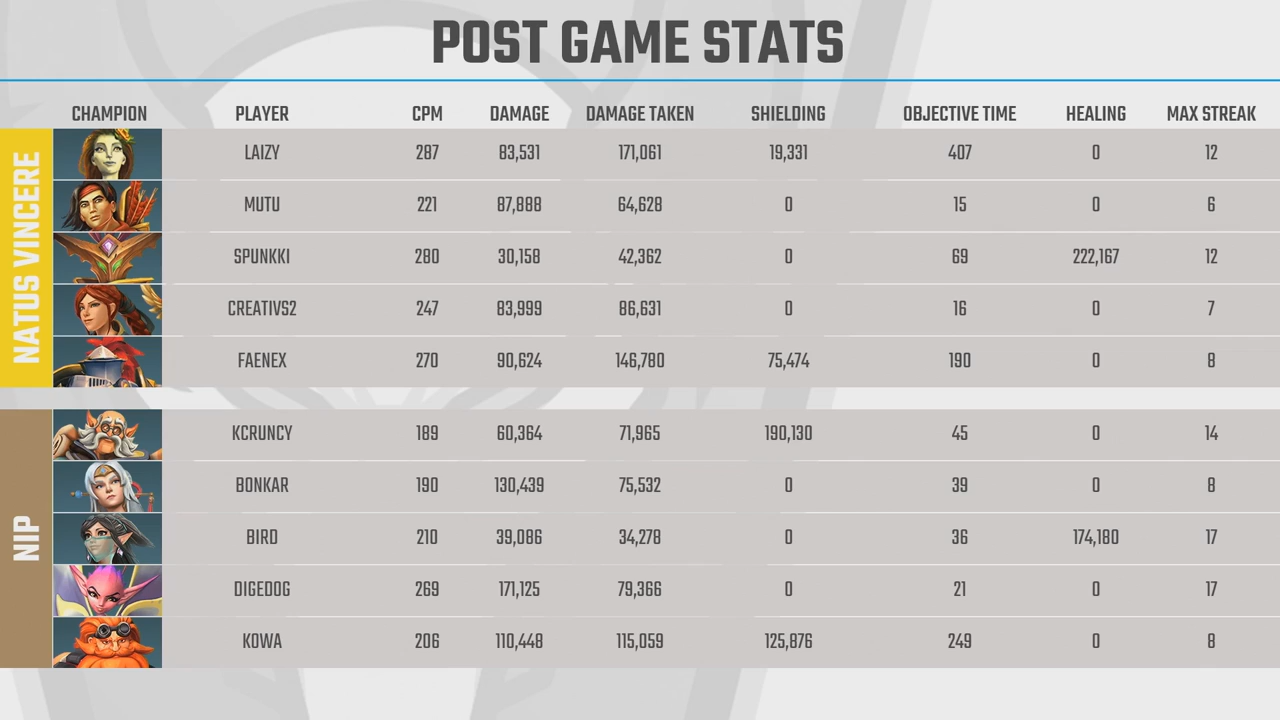 POST GAME STATS
CHAMPION PLAYER CPM DAMAGE DAMAGE TAKEN SHIELDING OBJECTIVE TIME HEALING MAX STREAK
NATUS VINCERE
LAIZY 287 83,531 171,061 19,331 407 0 12
MUTU 221 87,888 64,628 0 15 0 6
SPUNKKI 280 30,158 42,362 0 69 222,167 12
CREATIVS2 247 83,999 86,631 0 16 0 7
FAENEX 270 90,624 146,780 75,474 190 0 8
NIP
KCRUNCY 189 60,364 71,965 190,130 45 0 14
BONKAR 190 130,439 75,532 0 39 0 8
BIRD 210 39,086 34,278 0 36 174,180 17
DIGEDOG 269 171,125 79,366 0 21 0 17
KOWA 206 110,448 115,059 125,876 249 0 8